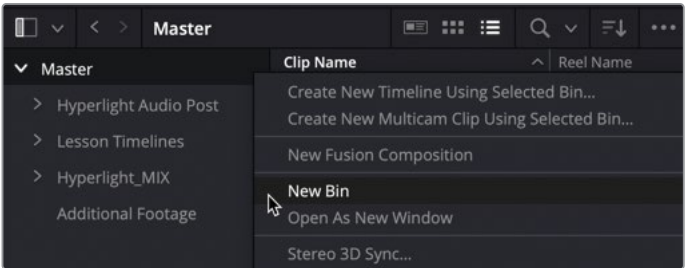 Master
Master
Hyperlight Audio Post
Lesson Timelines
Hyperlight_MIX
Additional Footage
Clip Name
Reel Name
Create New Timeline Using Selected Bin...
Create New Multicam Clip Using Selected Bin...
New Fusion Composition
New Bin
Open As New Window
Stereo 3D Sync...